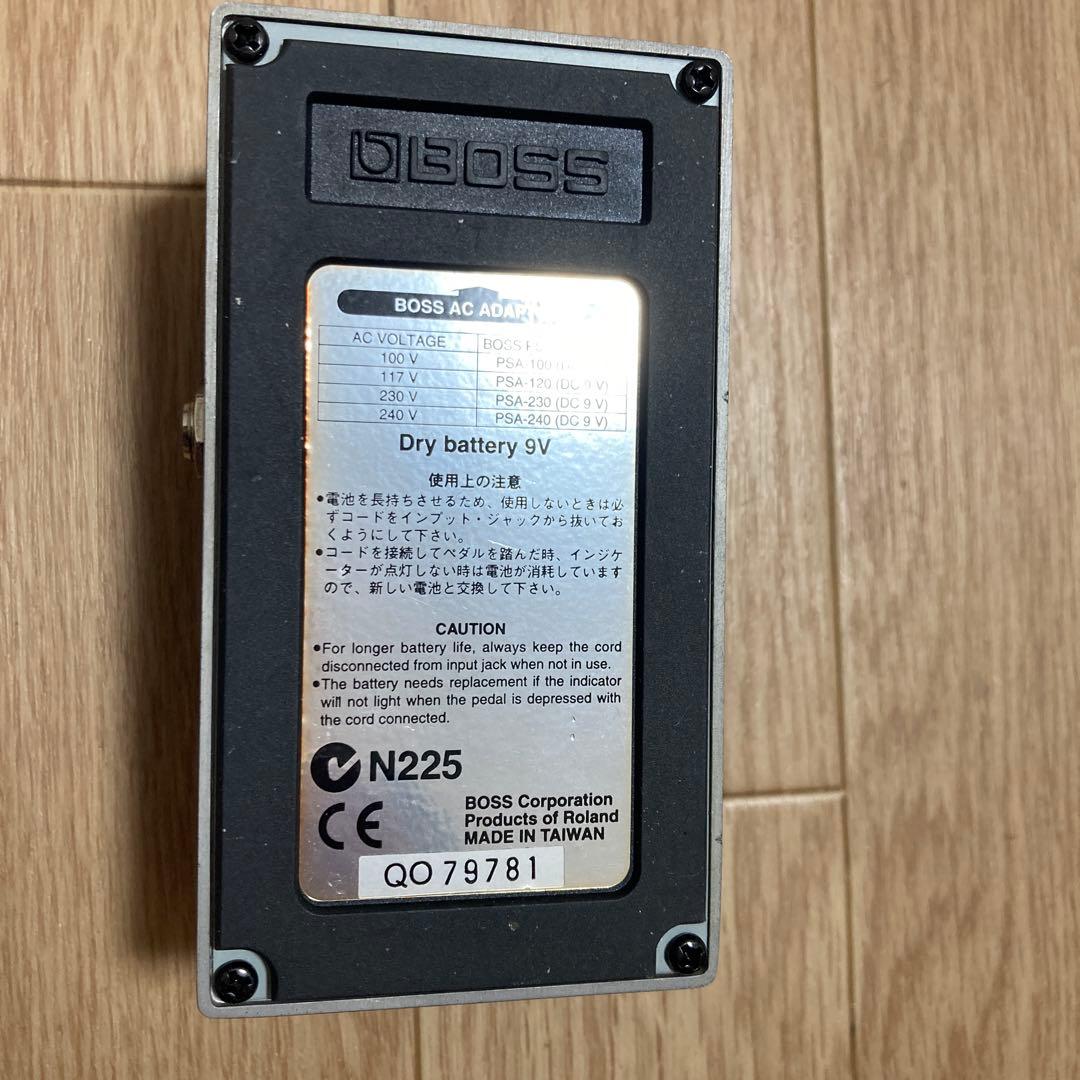 BOSS
BOSS AC
AC VOLTAGE BOSS
100 V PSA-100
117 V PSA-120 (DC 9 V)
230 V PSA-230 (DC 9 V)
240 V PSA-240 (DC 9 V)
Dry battery 9V
使用上の注意
●電池を長持ちさせるため、使用しないときは必
ずコードをインプット・ジャックから抜いてお
くようにして下さい。
●コードを接続してペダルを踏んだ時、インジケ
ーターが点灯しない時は電池が消耗しています
ので、新しい電池と交換して下さい。
CAUTION
●For longer battery life, always keep the cord
disconnected from input jack when not in use.
●The battery needs replacement if the indicator
will not light when the pedal is depressed with
the cord connected.
N225
CE
BOSS Corporation
Products of Roland
MADE IN TAIWAN
QO 79781